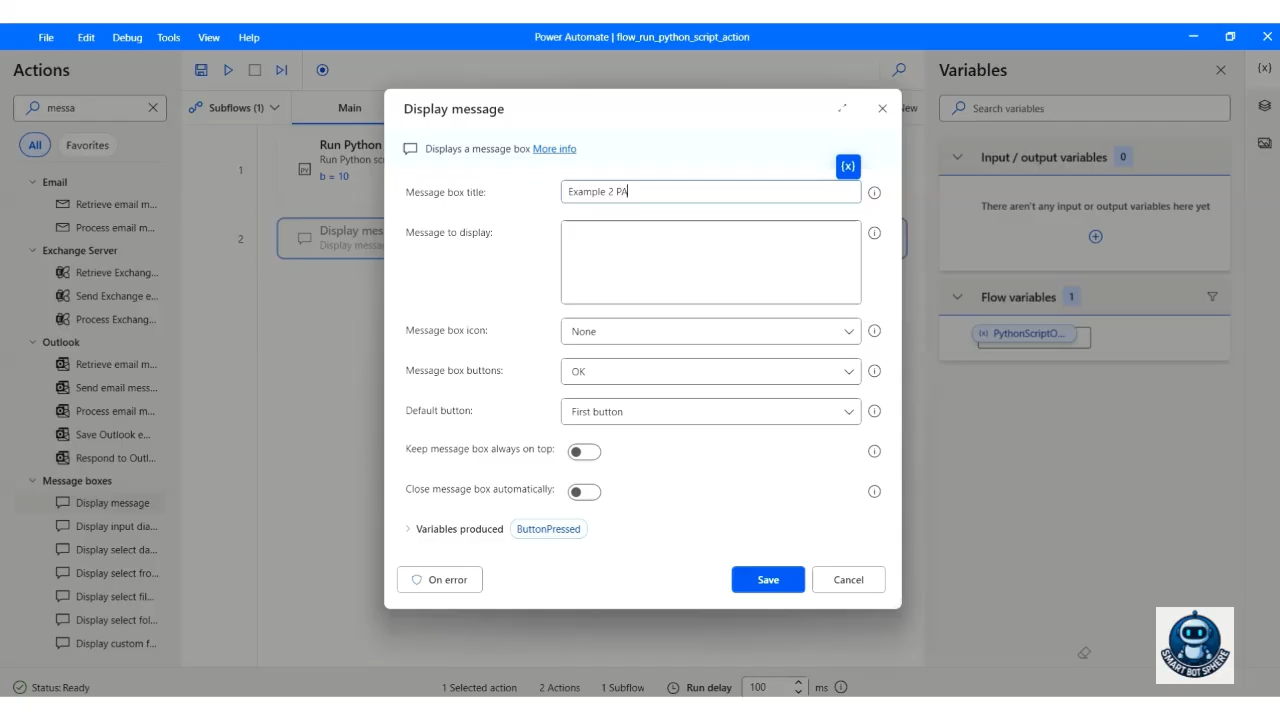 File Edit Debug Tools View Help Power Automate | flow_run_python_script_action
Actions
messa
All Favorites
Email
Retrieve email m...
Process email m...
Exchange Server
Retrieve Exchang...
Send Exchange e...
Process Exchang...
Outlook
Retrieve email m...
Send email mess...
Process email m...
Save Outlook e...
Respond to Outl...
Message boxes
Display message
Display input dia...
Display select da...
Display select fro...
Display select fil...
Display select fol...
Display custom f...
Subflows (1) Main
1
Run Python
Run Python sc
b = 10
2
Display mes
Display messa
Display message
Displays a message box More info
{x}
Message box title: Example 2 PA
Message to display:
Message box icon: None
Message box buttons: OK
Default button: First button
Keep message box always on top:
Close message box automatically:
Variables produced ButtonPressed
On error Save Cancel
New
Variables
{x}
Search variables
Input / output variables 0
There aren't any input or output variables here yet
Flow variables 1
(x) PythonScriptO...
SMART BOT SPHERE
Status: Ready 1 Selected action 2 Actions 1 Subflow Run delay 100 ms